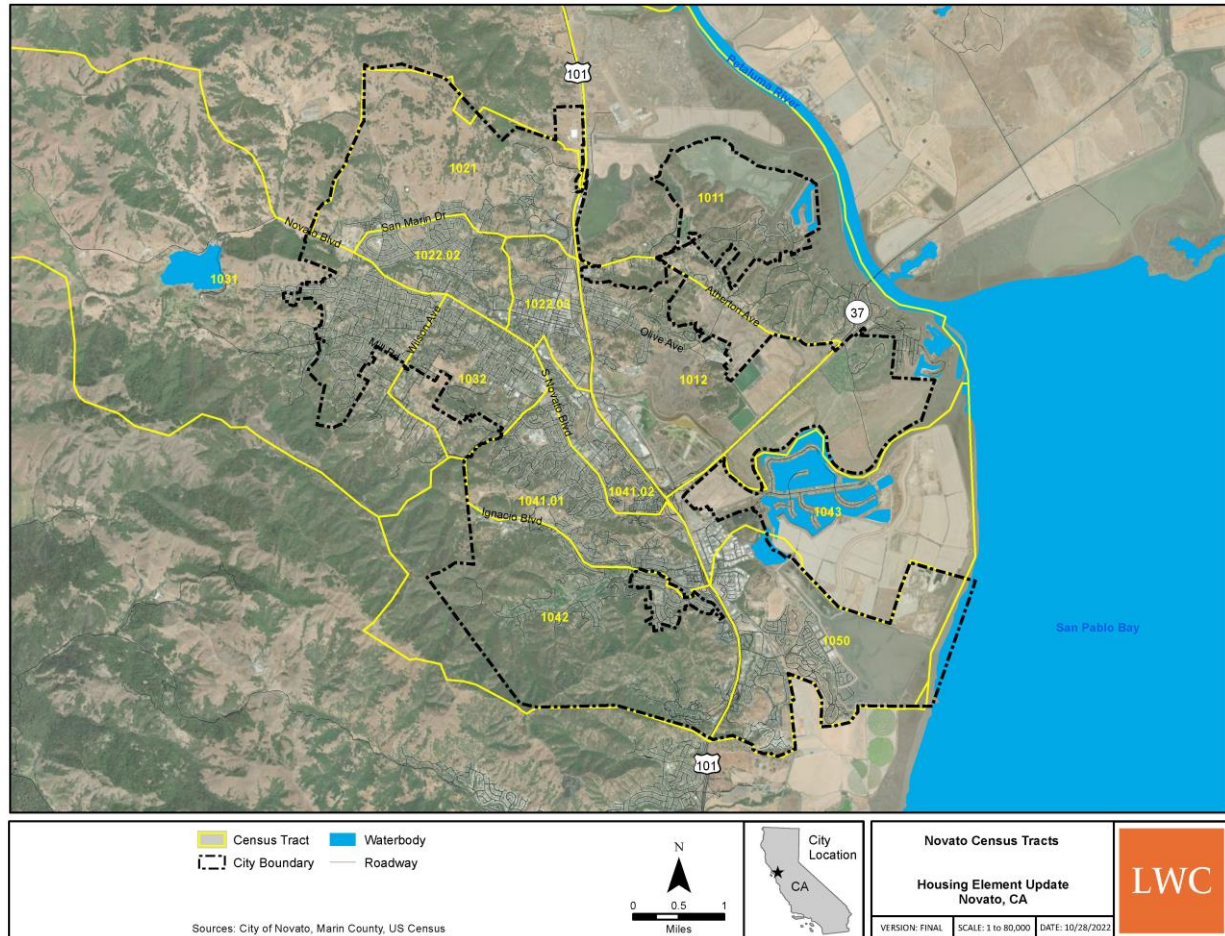 101
Petaluma River
1021
1011
San Marin Dr
Novato Blvd
1022.02
1031
1022.03
Atherton Ave
37
Wilson Ave
Olive Ave
Mill Rd
1032
1012
S Novato Blvd
1041.01
1041.02
1043
Ignacio Blvd
1042
1050
San Pablo Bay
101
Census Tract
Waterbody
City Boundary
Roadway
Sources: City of Novato, Marin County, US Census
N
0 0.5 1
Miles
City
Location
CA
Novato Census Tracts
Housing Element Update
Novato, CA
VERSION: FINAL
SCALE: 1 to 80,000
DATE: 10/28/2022
LWC